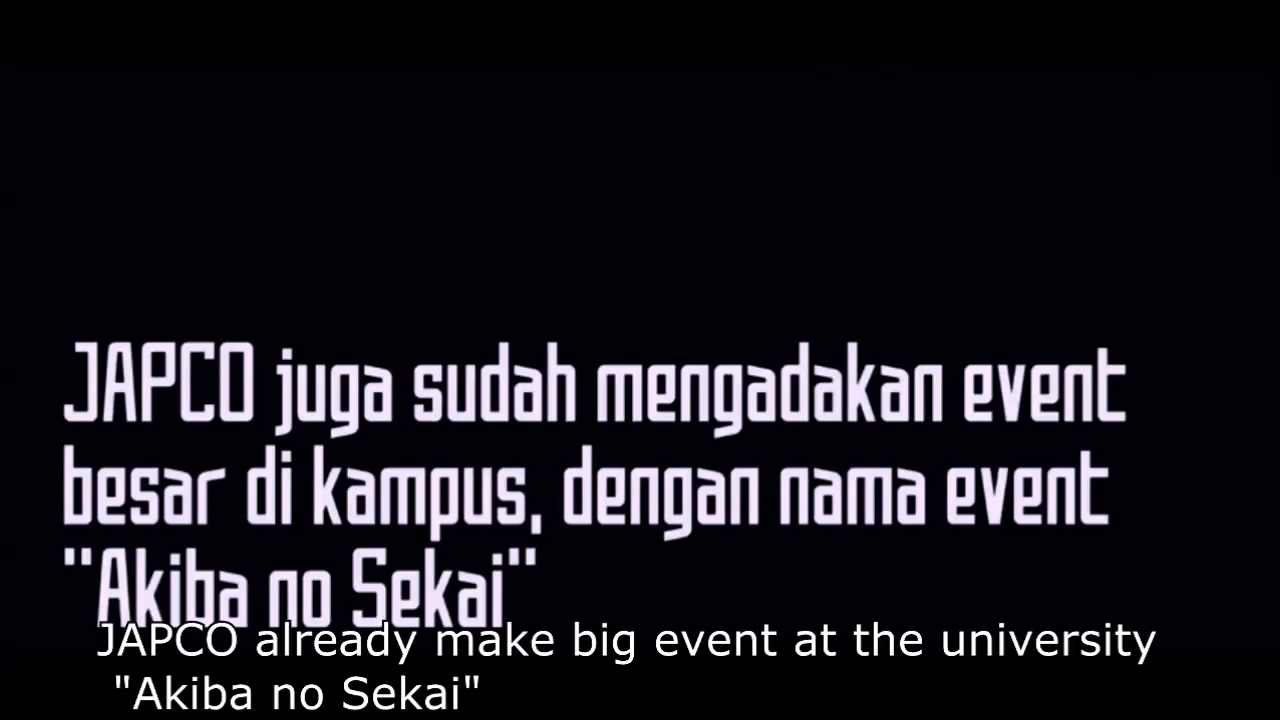 JAPCO juga sudah mengadakan event
besar di kampus, dengan nama event
"Akiba no Sekai"
JAPCO already make big event at the university
"Akiba no Sekai"